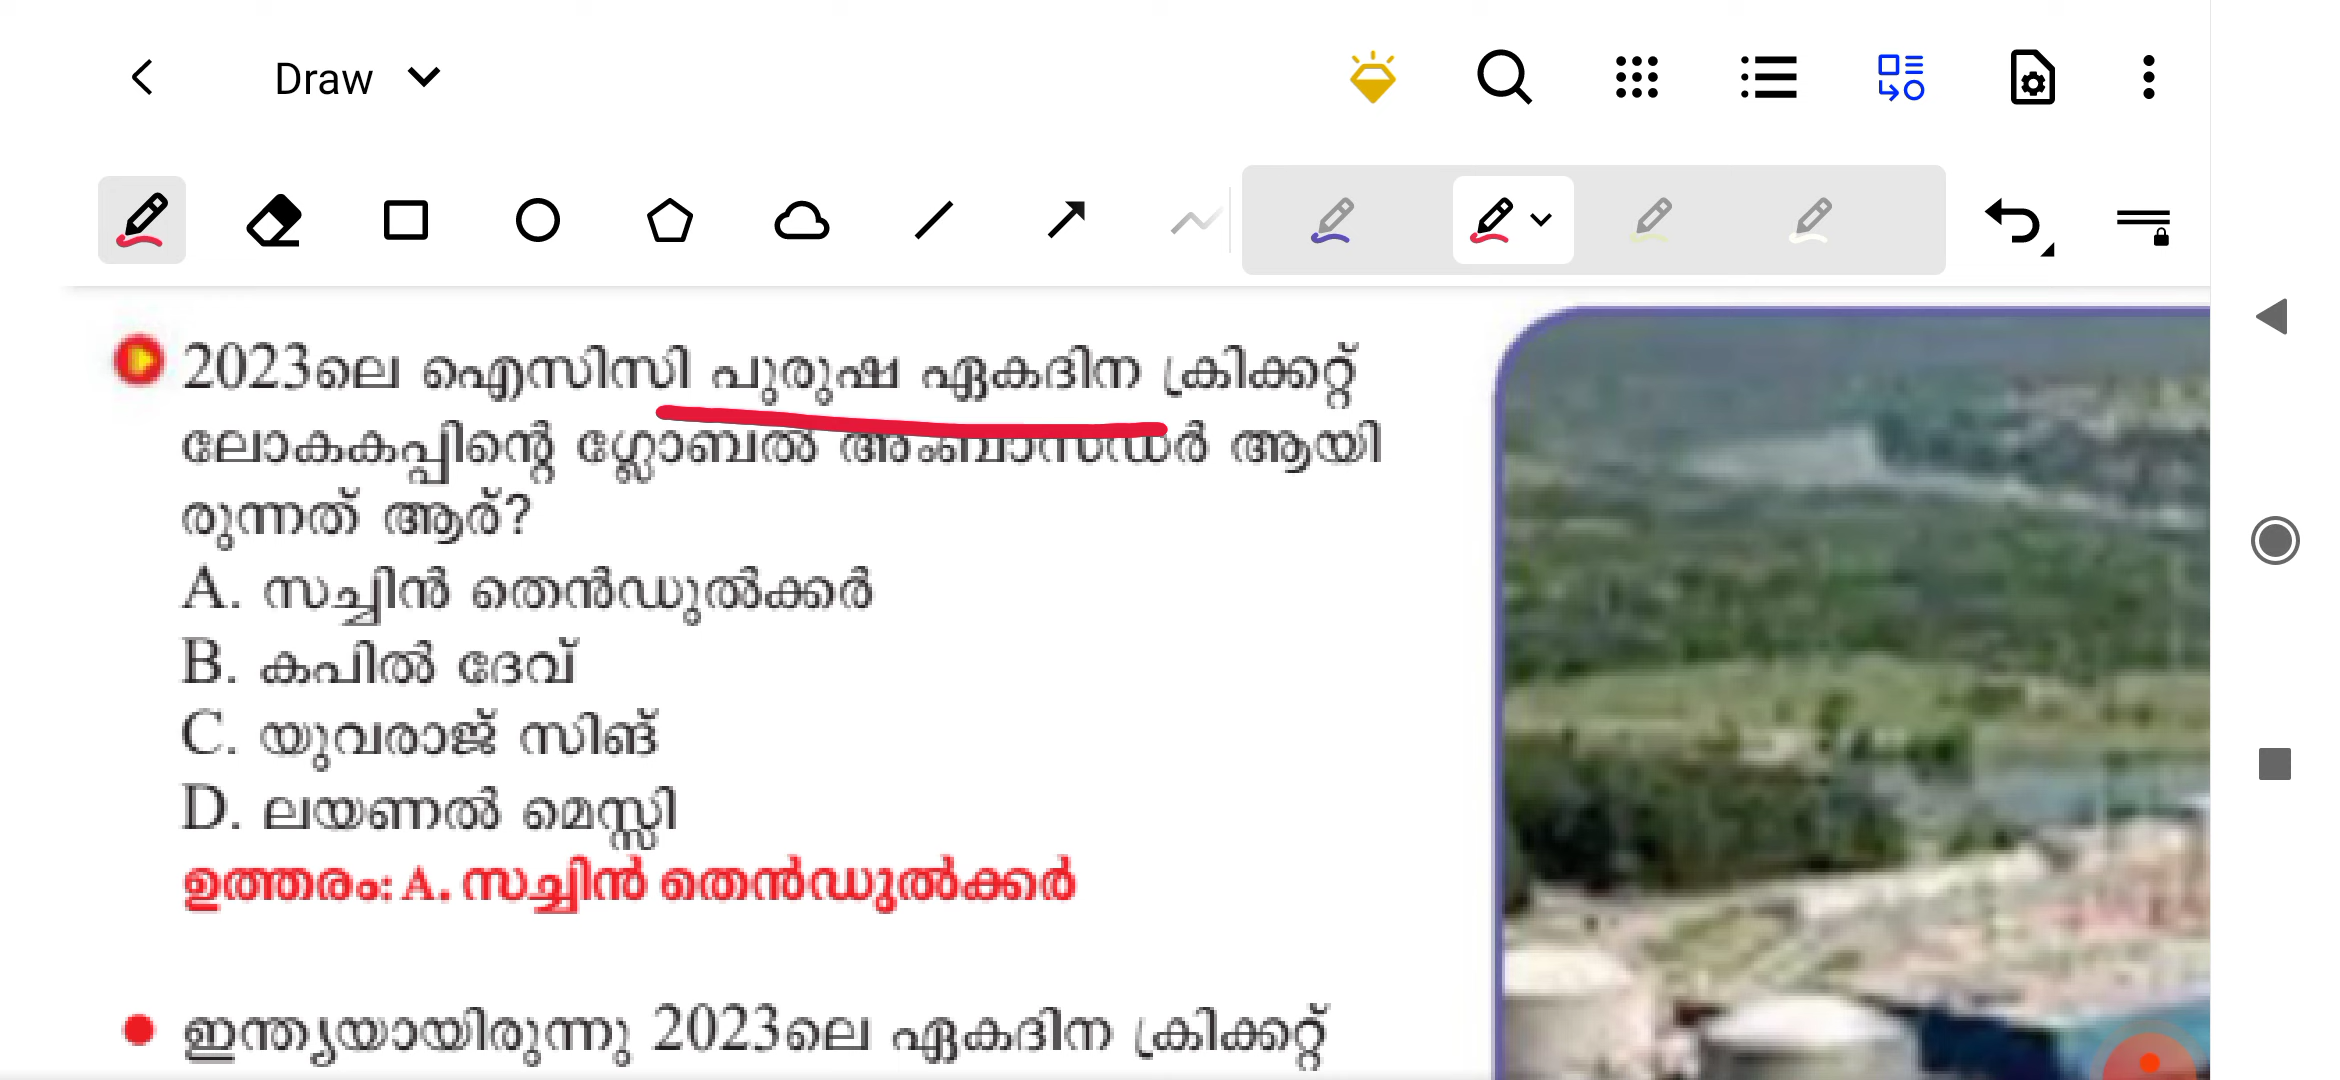 Draw
2023ലെ ഐസിസി പുരുഷ ഏകദിന ക്രിക്കറ്റ്
ലോകകപ്പിന്റെ ഗ്ലോബൽ അംബാസഡർ ആയി
രുന്നത് ആര്?
A. സച്ചിൻ തെൻഡുൽക്കർ
B. കപിൽ ദേവ്
C. യുവരാജ് സിങ്
D. ലയണൽ മെസ്സി
ഉത്തരം: A. സച്ചിൻ തെൻഡുൽക്കർ
ഇന്ത്യയായിരുന്നു 2023ലെ ഏകദിന ക്രിക്കറ്റ്